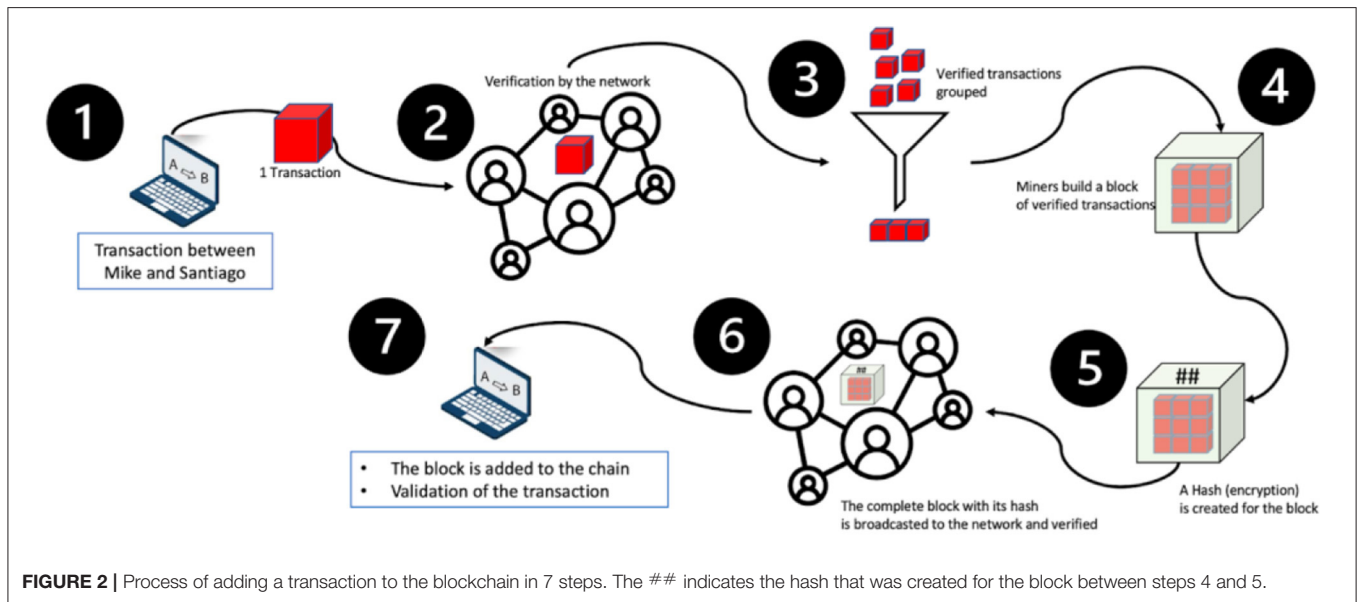 1
A ⇨ B
1 Transaction
Transaction between
Mike and Santiago
2
Verification by the network
3
Verified transactions
grouped
4
Miners build a block
of verified transactions
5
##
A Hash (encryption)
is created for the block
6
##
The complete block with its hash
is broadcasted to the network and verified
7
A ⇨ B
• The block is added to the chain
• Validation of the transaction
FIGURE 2 | Process of adding a transaction to the blockchain in 7 steps. The ## indicates the hash that was created for the block between steps 4 and 5.